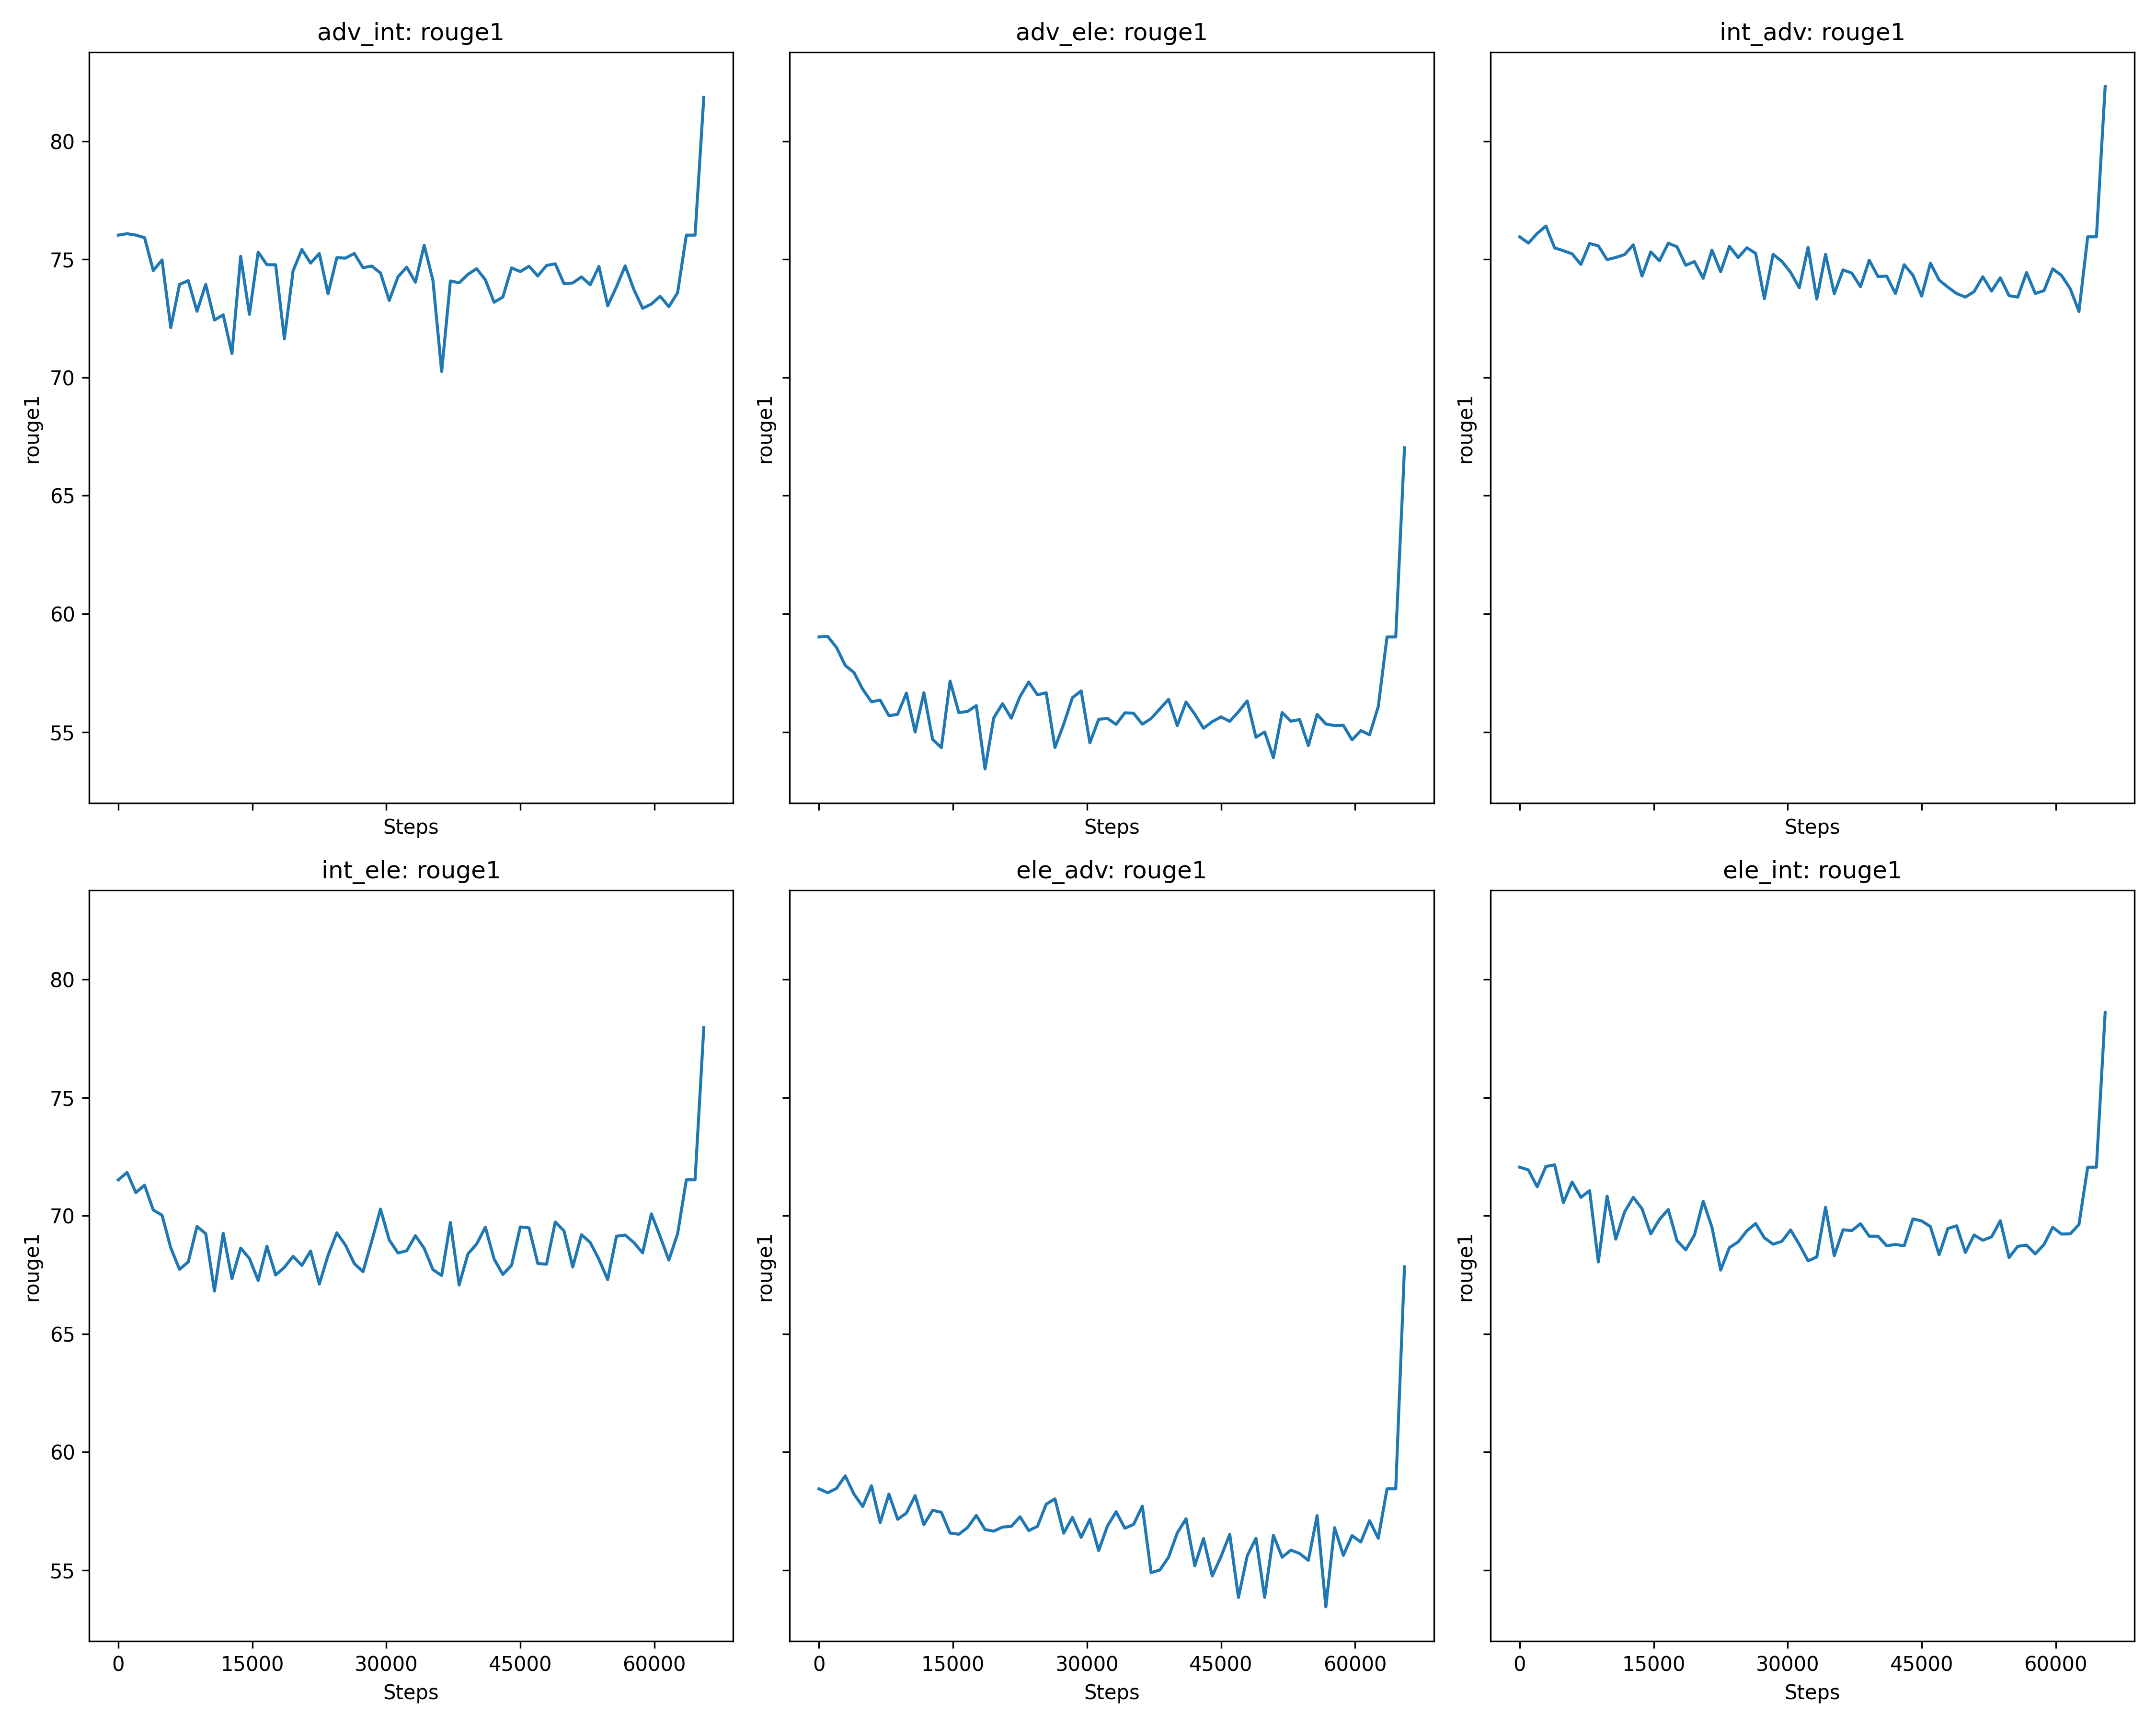 adv_int: rouge1
adv_ele: rouge1
int_adv: rouge1
80
75
70
65
60
55
rouge1
rouge1
rouge1
Steps
Steps
Steps
int_ele: rouge1
ele_adv: rouge1
ele_int: rouge1
80
75
70
65
60
55
rouge1
rouge1
rouge1
0 15000 30000 45000 60000
0 15000 30000 45000 60000
0 15000 30000 45000 60000
Steps
Steps
Steps